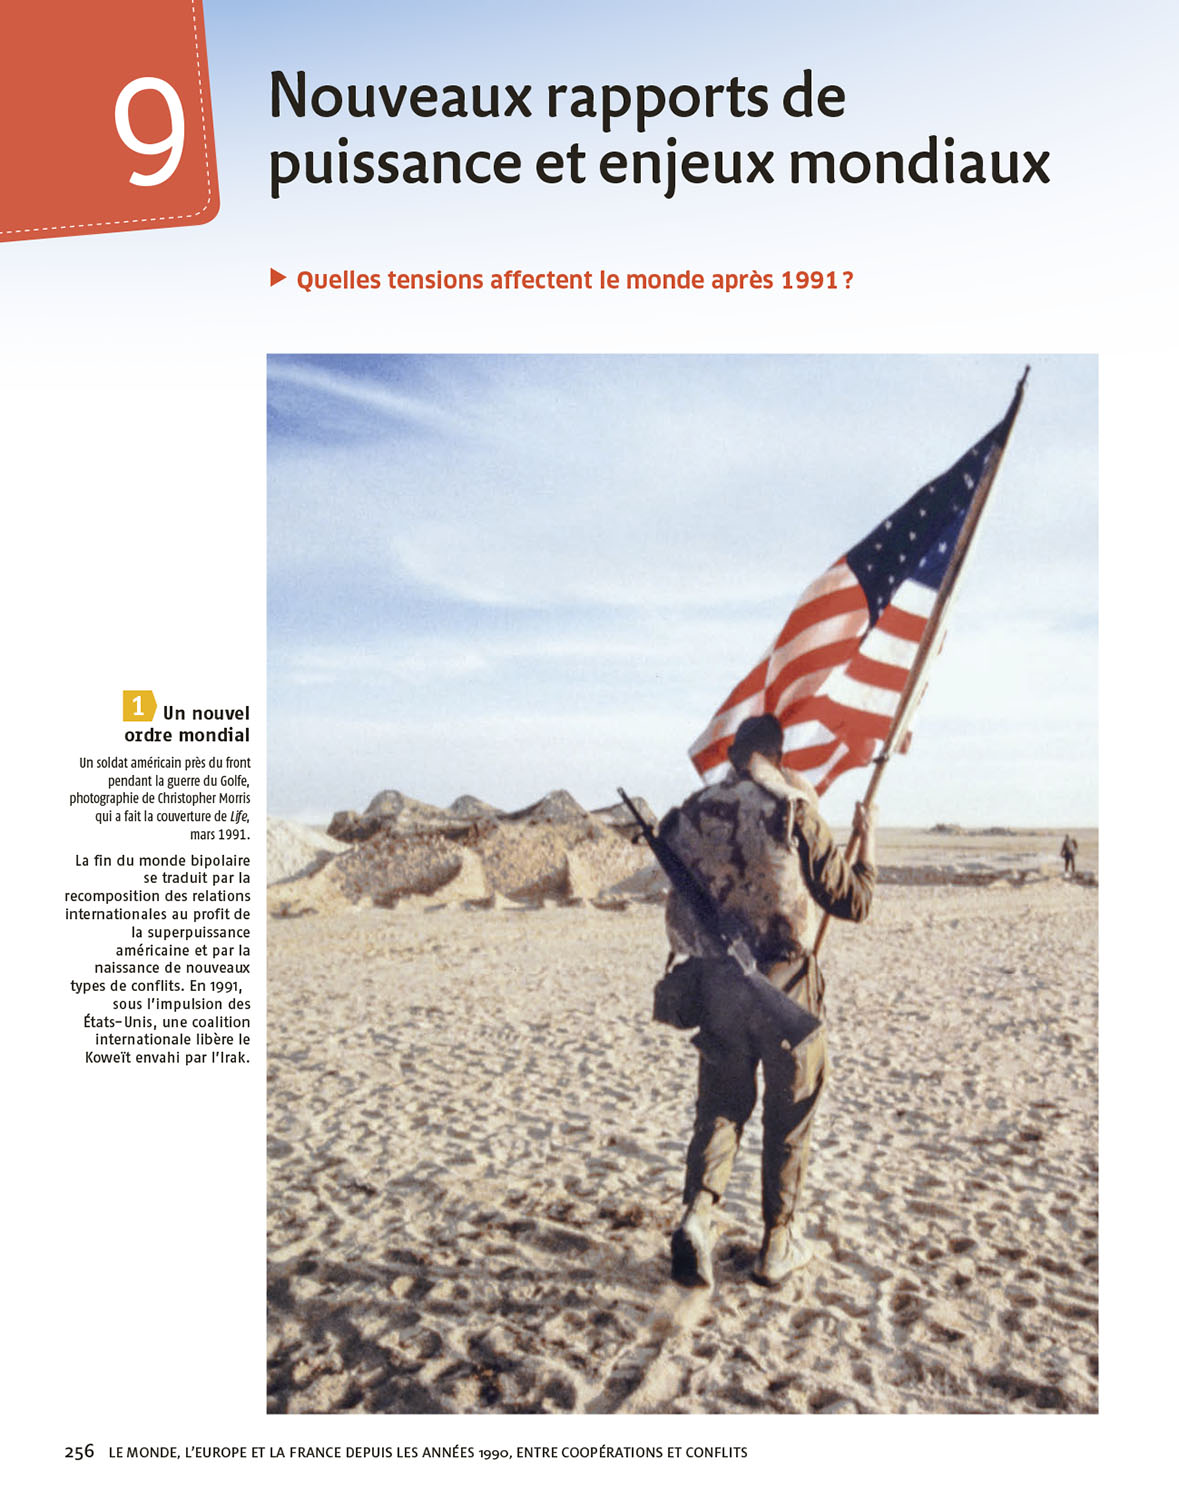 9
Nouveaux rapports de
puissance et enjeux mondiaux
Quelles tensions affectent le monde après 1991 ?
1 Un nouvel
ordre mondial
Un soldat américain près du front
pendant la guerre du Golfe,
photographie de Christopher Morris
qui a fait la couverture de Life,
mars 1991.
La fin du monde bipolaire
se traduit par la
recomposition des relations
internationales au profit de
la superpuissance
américaine et par la
naissance de nouveaux
types de conflits. En 1991,
sous l'impulsion des
États-Unis, une coalition
internationale libère le
Koweït envahi par l'Irak.
256 LE MONDE, L'EUROPE ET LA FRANCE DEPUIS LES ANNÉES 1990, ENTRE COOPÉRATIONS ET CONFLITS